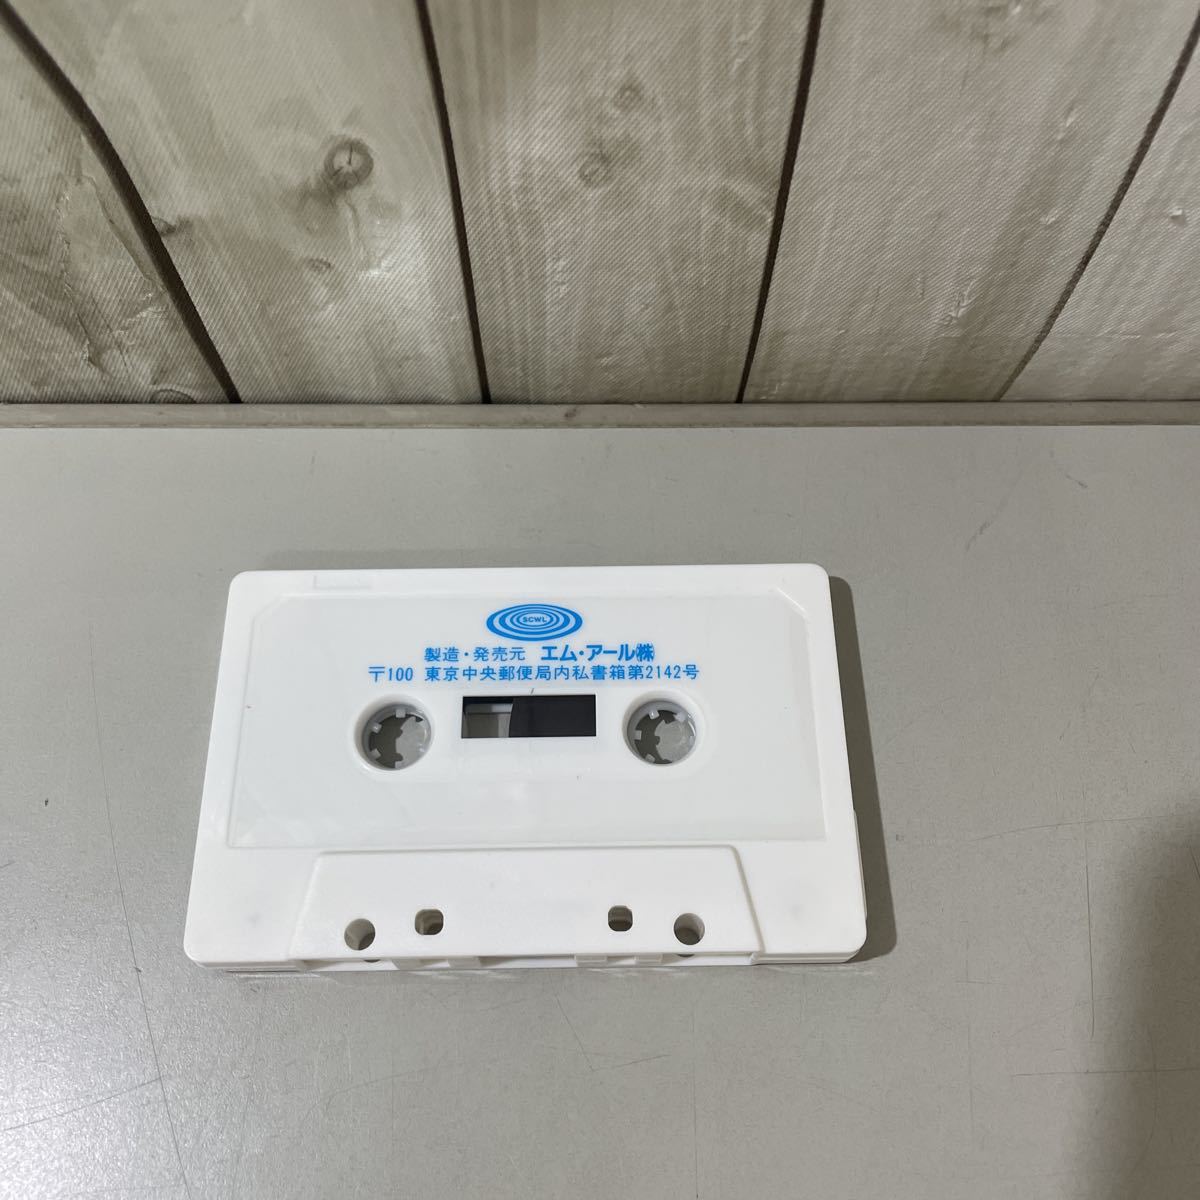 SCWL
製造・発売元 エム・アール㈱
〒100 東京中央郵便局内私書箱第2142号